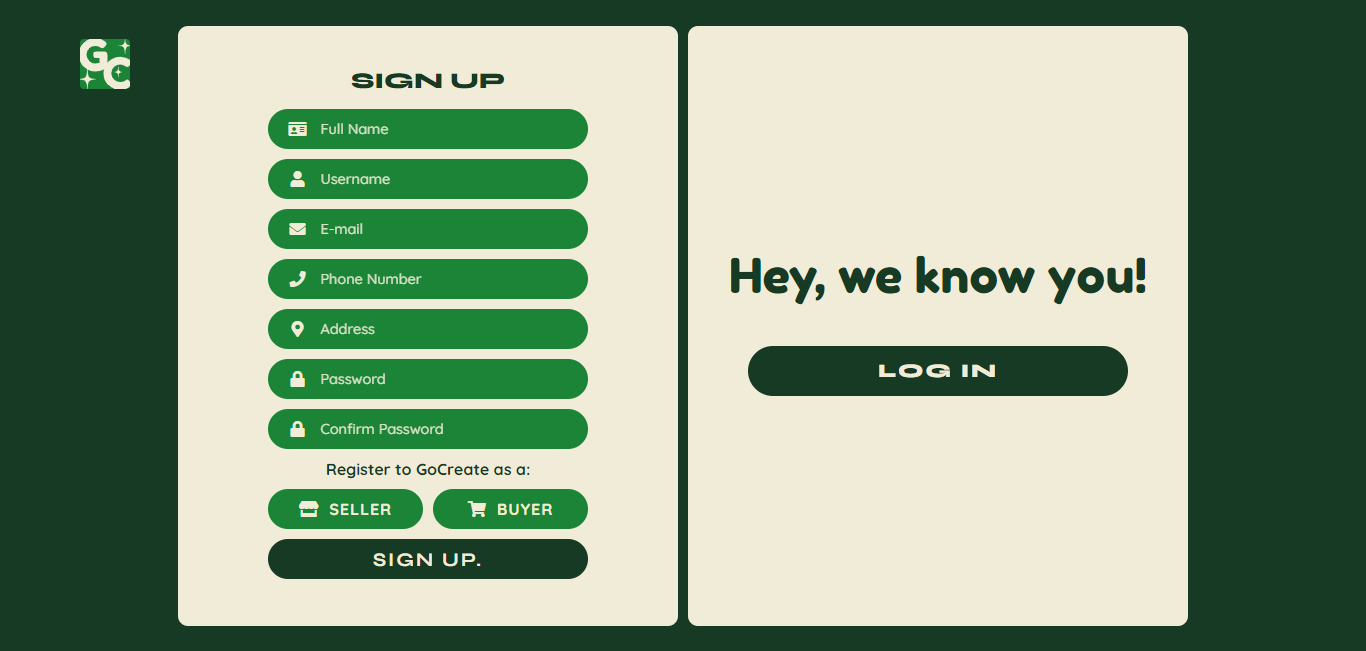 GC
SIGN UP
Full Name
Username
E-mail
Phone Number
Address
Password
Confirm Password
Register to GoCreate as a:
SELLER
BUYER
SIGN UP.
Hey, we know you!
LOG IN